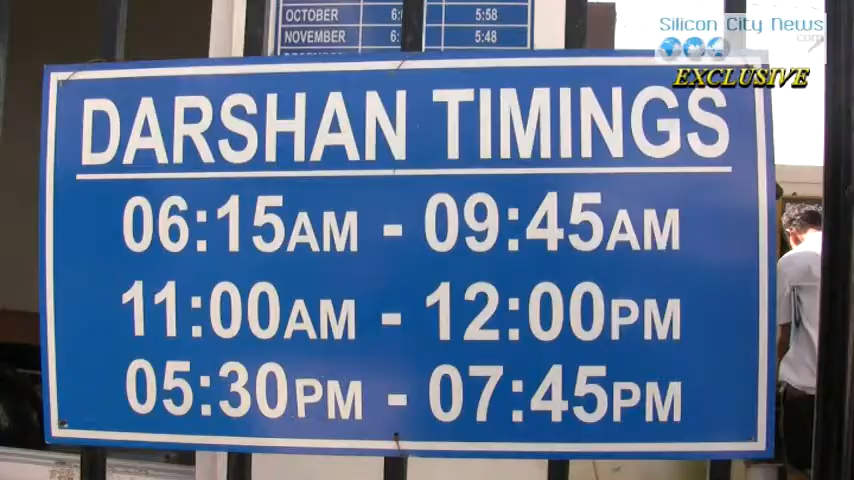 OCTOBER 5:58
NOVEMBER 5:48
Silicon City News
.com
EXCLUSIVE
DARSHAN TIMINGS
06:15AM - 09:45AM
11:00AM - 12:00PM
05:30PM - 07:45PM